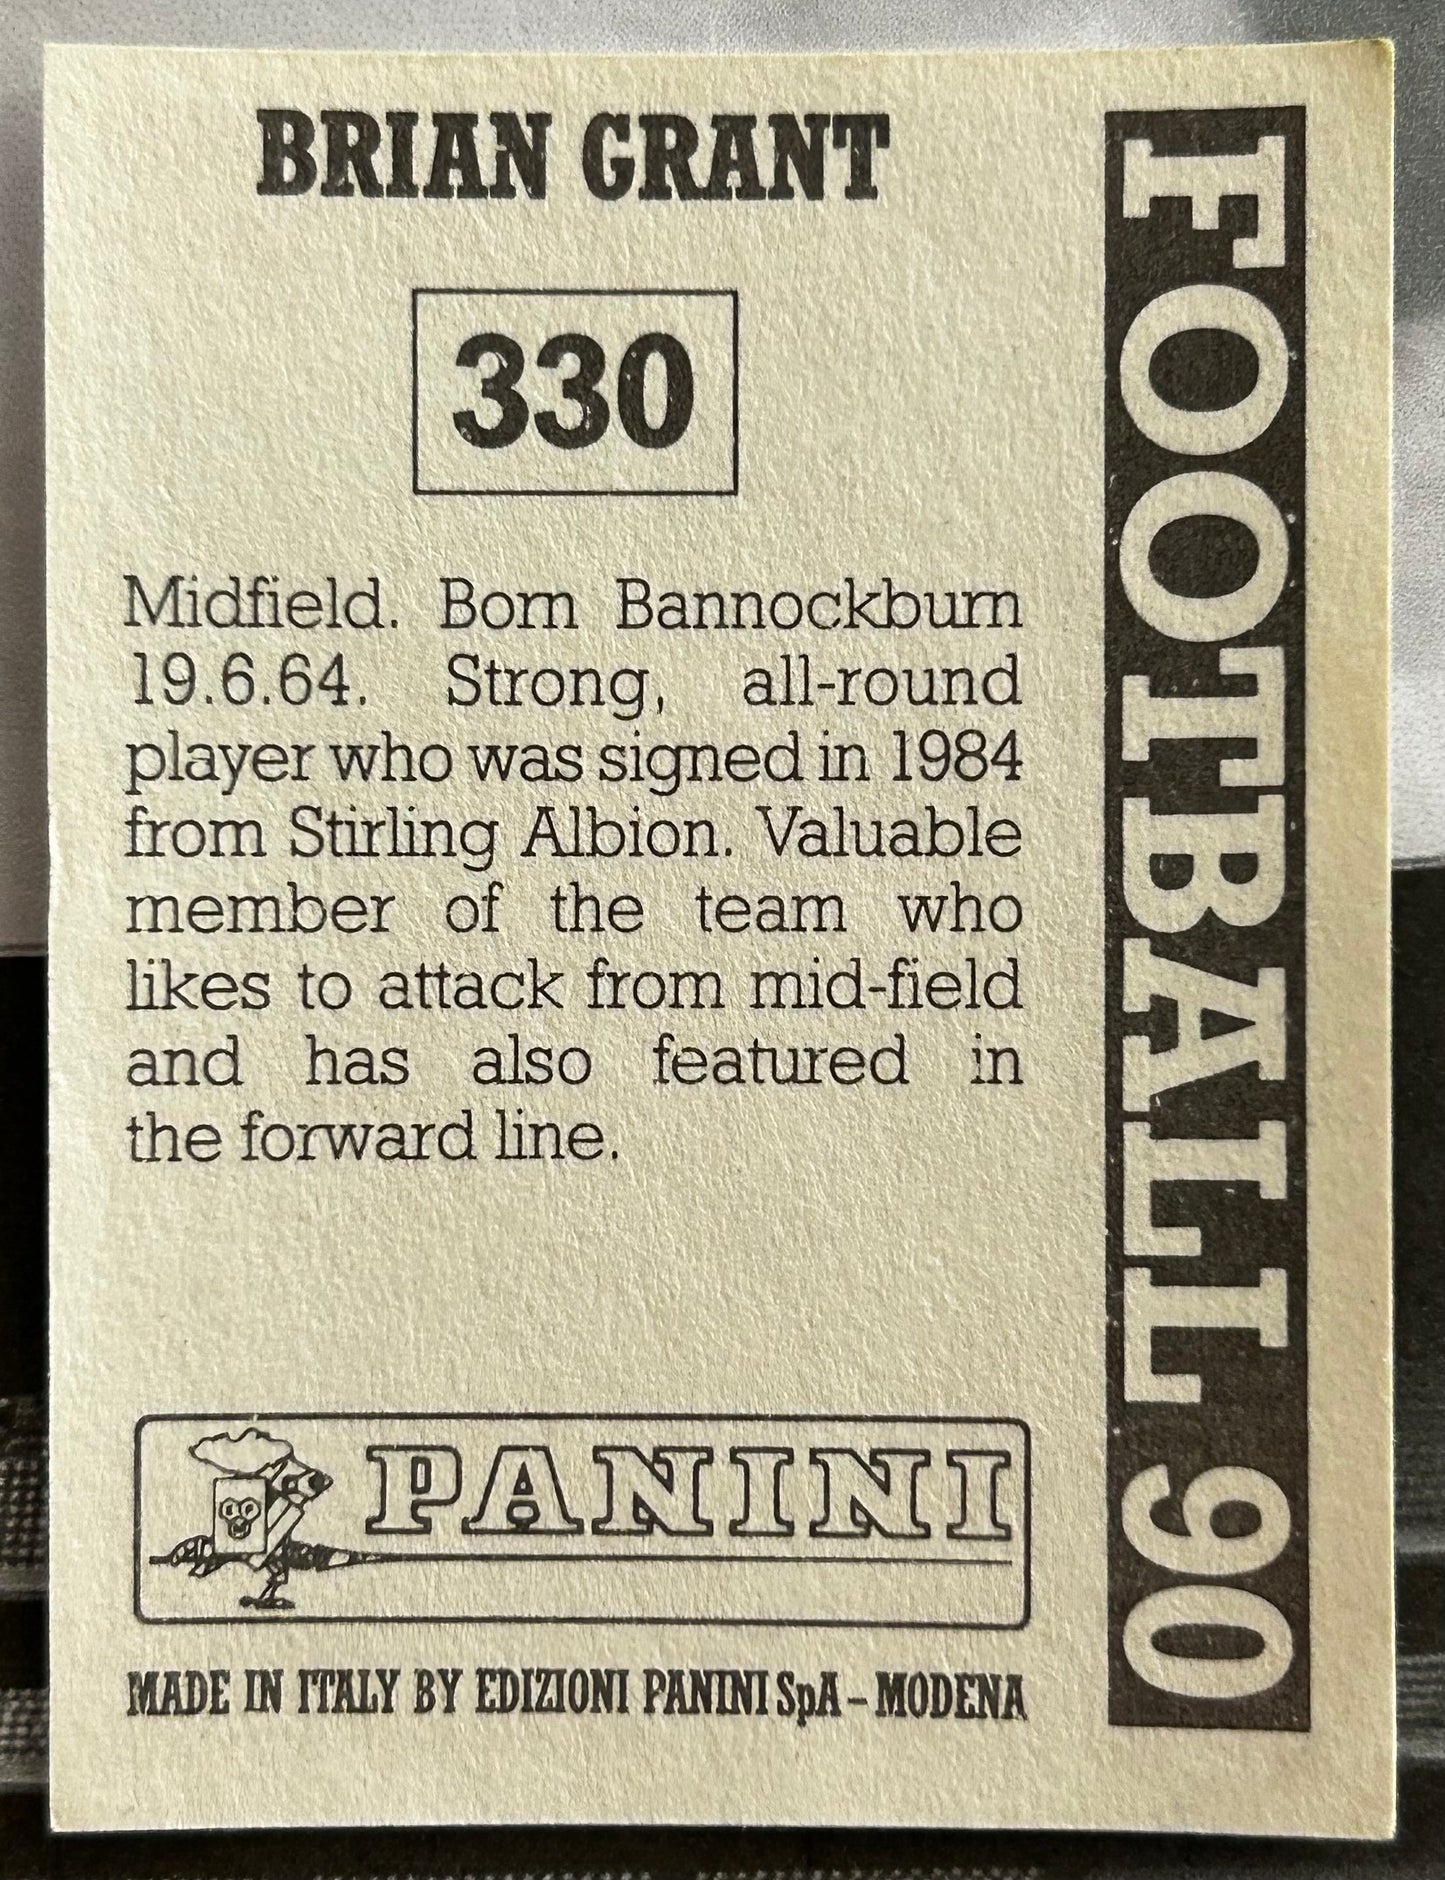 BRIAN GRANT
330
Midfield. Born Bannockburn
19.6.64. Strong, all-round
player who was signed in 1984
from Stirling Albion. Valuable
member of the team who
likes to attack from mid-field
and has also featured in
the forward line.
PANINI
MADE IN ITALY BY EDIZIONI PANINI SpA – MODENA
FOOTBALL 90